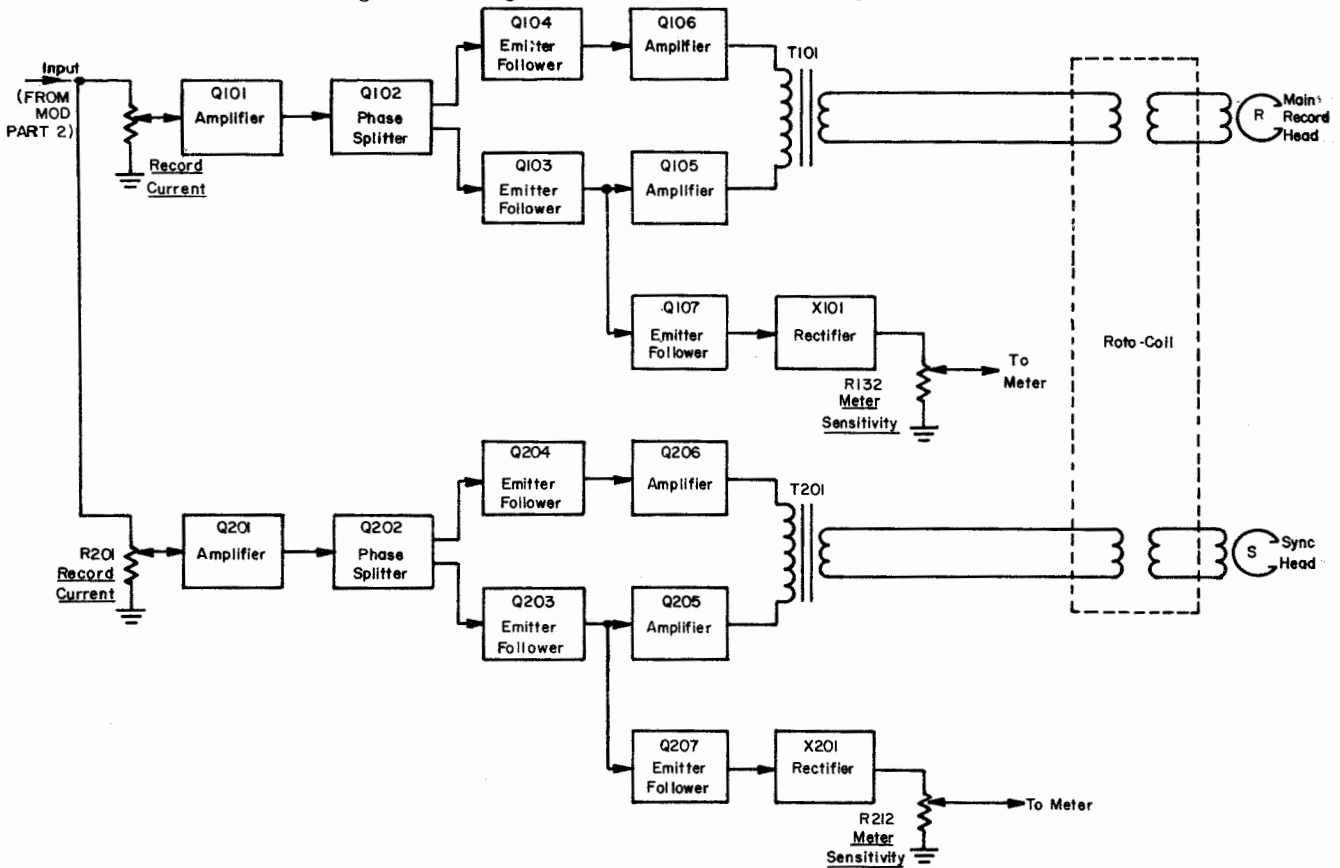 Input
(FROM
MOD
PART 2)
Record
Current
Q101
Amplifier
Q102
Phase
Splitter
Q104
Emitter
Follower
Q106
Amplifier
T101
Q103
Emitter
Follower
Q105
Amplifier
Main
Record
Head
R
Q107
Emitter
Follower
X101
Rectifier
To
Meter
R132
Meter
Sensitivity
Roto-Coil
R201
Record
Current
Q201
Amplifier
Q202
Phase
Splitter
Q204
Emitter
Follower
Q206
Amplifier
T201
Q203
Emitter
Follower
Q205
Amplifier
S
Sync
Head
Q207
Emitter
Follower
X201
Rectifier
To Meter
R212
Meter
Sensitivity